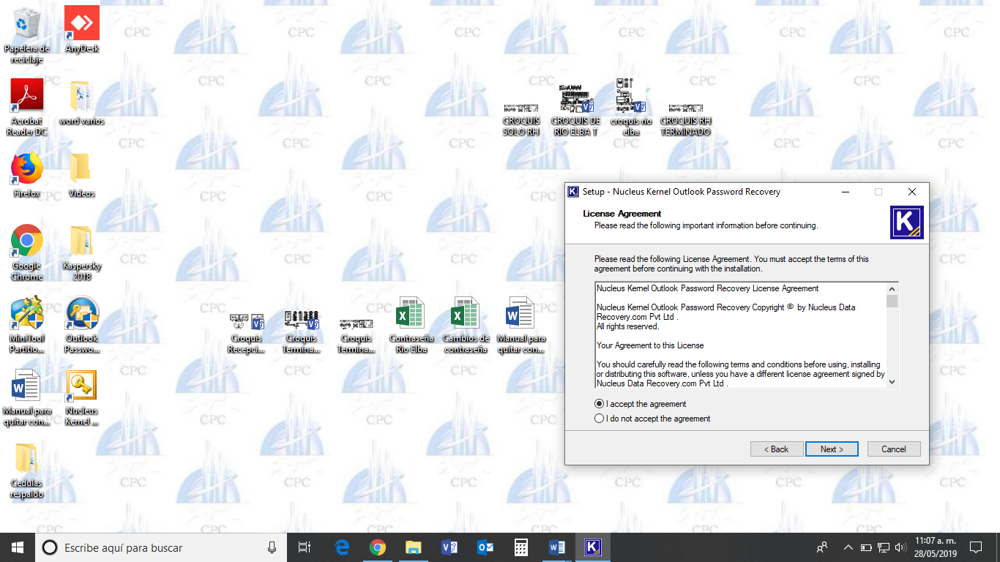 Papelera de
reciclaje
AnyDesk
Acrobat
Reader DC
word varios
Firefox
Videos
Google
Chrome
Kaspersky
2018
MiniTool
Partitio...
Outlook
Passwo...
Manual para
quitar con...
Nucleus
Kernel ...
Cedulas
respaldo
CROQUIS
SOLO RH
CROQUIS DE
RIO ELBA T
croquis rio
elba
CROQUIS RH
TERMINADO
Croquis
Recepci...
Croquis
Termina...
Croquis
Termina...
Contraseña
Rio Elba
Cambios de
contraseña
Manual para
quitar con...
CPC
Setup - Nucleus Kernel Outlook Password Recovery
License Agreement
Please read the following important information before continuing.
K
Please read the following License Agreement. You must accept the terms of this
agreement before continuing with the installation.
Nucleus Kernel Outlook Password Recovery License Agreement
Nucleus Kernel Outlook Password Recovery Copyright © by Nucleus Data
Recovery.com Pvt Ltd .
All rights reserved.
Your Agreement to this License
You should carefully read the following terms and conditions before using, installing
or distributing this software, unless you have a different license agreement signed by
Nucleus Data Recovery.com Pvt Ltd .
I accept the agreement
I do not accept the agreement
< Back
Next >
Cancel
Escribe aquí para buscar
11:07 a. m.
28/05/2019